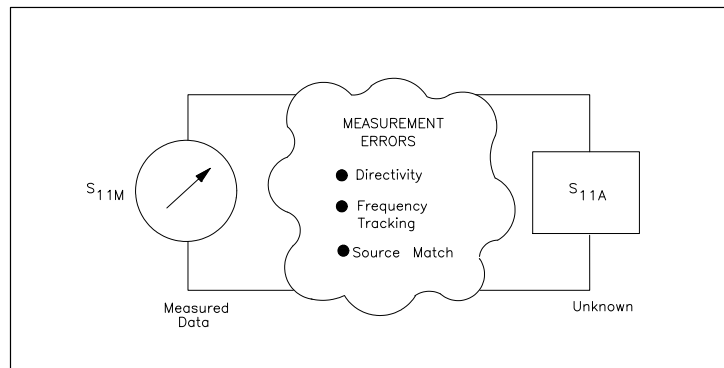 MEASUREMENT
ERRORS
● Directivity
● Frequency
Tracking
● Source Match
S11M
S11A
Measured
Data
Unknown